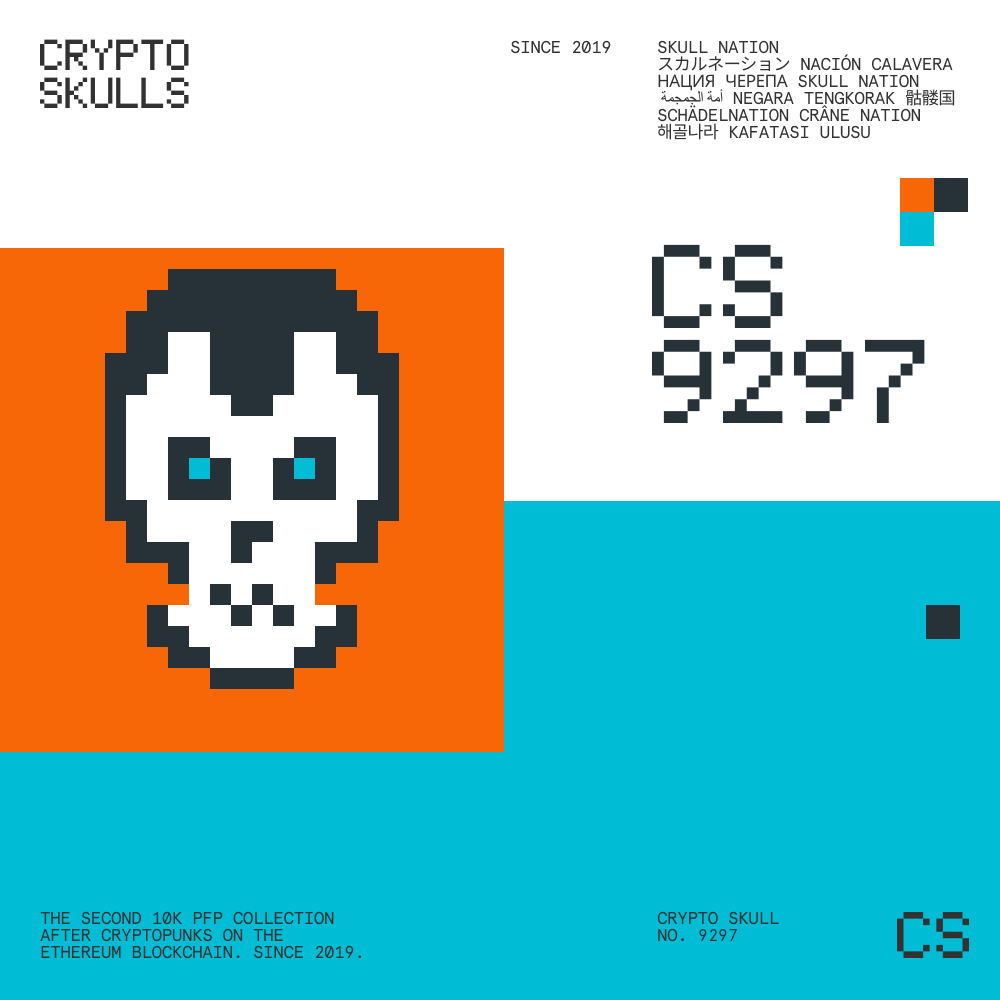 CRYPTO
SKULLS
SINCE 2019
SKULL NATION
スカルネーション NACIÓN CALAVERA
НАЦИЯ ЧЕРЕПА SKULL NATION
أمة الجمجمة NEGARA TENGKORAK 骷髅国
SCHÄDELNATION CRÂNE NATION
해골나라 KAFATASI ULUSU
CS
9297
THE SECOND 10K PFP COLLECTION
AFTER CRYPTOPUNKS ON THE
ETHEREUM BLOCKCHAIN. SINCE 2019.
CRYPTO SKULL
NO. 9297
CS